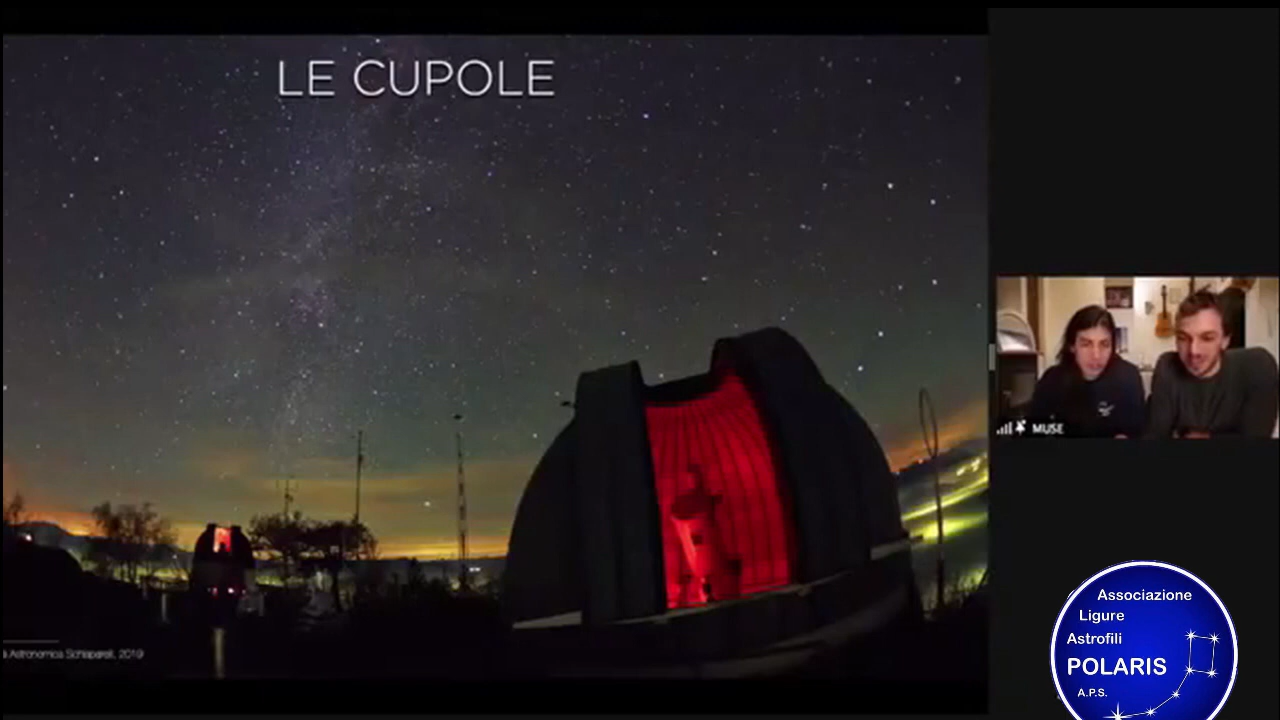 LE CUPOLE
Astronomica Schiaparelli, 2019
MUSE
Associazione
Ligure
Astrofili
POLARIS
A.P.S.